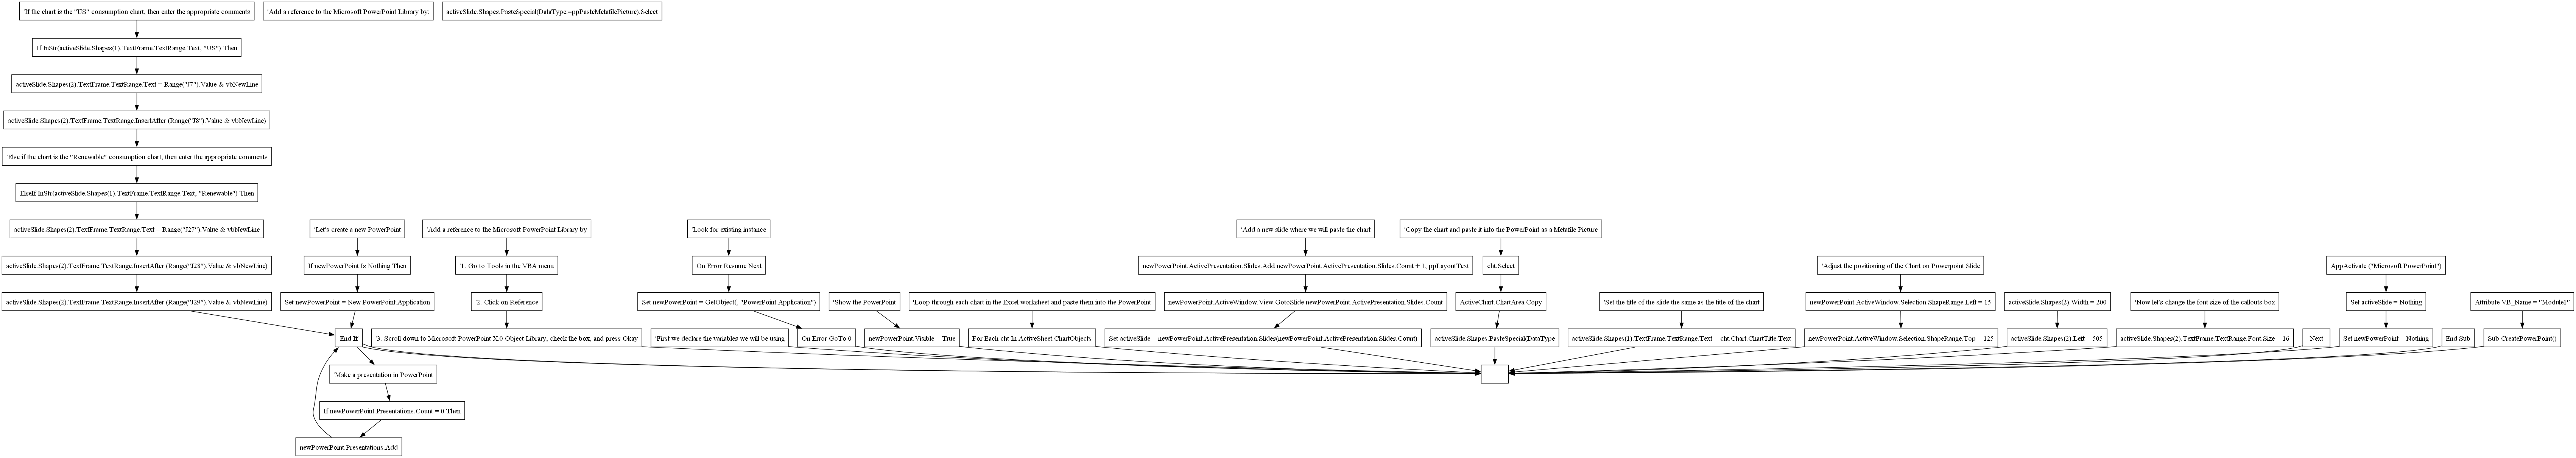 'If the chart is the "US" consumption chart, then enter the appropriate comments
'Add a reference to the Microsoft PowerPoint Library by:
activeSlide.Shapes.PasteSpecial(DataType:=ppPasteMetafilePicture).Select
If InStr(activeSlide.Shapes(1).TextFrame.TextRange.Text, "US") Then
activeSlide.Shapes(2).TextFrame.TextRange.Text = Range("J7").Value & vbNewLine
activeSlide.Shapes(2).TextFrame.TextRange.InsertAfter (Range("J8").Value & vbNewLine)
'Else if the chart is the "Renewable" consumption chart, then enter the appropriate comments
ElseIf InStr(activeSlide.Shapes(1).TextFrame.TextRange.Text, "Renewable") Then
activeSlide.Shapes(2).TextFrame.TextRange.Text = Range("J27").Value & vbNewLine
'Let's create a new PowerPoint
'Add a reference to the Microsoft PowerPoint Library by
'Look for existing instance
'Add a new slide where we will paste the chart
'Copy the chart and paste it into the PowerPoint as a Metafile Picture
activeSlide.Shapes(2).TextFrame.TextRange.InsertAfter (Range("J28").Value & vbNewLine)
If newPowerPoint Is Nothing Then
'1. Go to Tools in the VBA menu
On Error Resume Next
newPowerPoint.ActivePresentation.Slides.Add newPowerPoint.ActivePresentation.Slides.Count + 1, ppLayoutText
cht.Select
'Adjust the positioning of the Chart on Powerpoint Slide
AppActivate ("Microsoft PowerPoint")
activeSlide.Shapes(2).TextFrame.TextRange.InsertAfter (Range("J29").Value & vbNewLine)
Set newPowerPoint = New PowerPoint.Application
'2. Click on Reference
Set newPowerPoint = GetObject(, "PowerPoint.Application")
'Show the PowerPoint
'Loop through each chart in the Excel worksheet and paste them into the PowerPoint
newPowerPoint.ActiveWindow.View.GotoSlide newPowerPoint.ActivePresentation.Slides.Count
ActiveChart.ChartArea.Copy
'Set the title of the slide the same as the title of the chart
newPowerPoint.ActiveWindow.Selection.ShapeRange.Left = 15
activeSlide.Shapes(2).Width = 200
'Now let's change the font size of the callouts box
Set activeSlide = Nothing
Attribute VB_Name = "Module1"
End If
'3. Scroll down to Microsoft PowerPoint X.0 Object Library, check the box, and press Okay
'First we declare the variables we will be using
On Error GoTo 0
newPowerPoint.Visible = True
For Each cht In ActiveSheet.ChartObjects
Set activeSlide = newPowerPoint.ActivePresentation.Slides(newPowerPoint.ActivePresentation.Slides.Count)
activeSlide.Shapes.PasteSpecial(DataType
activeSlide.Shapes(1).TextFrame.TextRange.Text = cht.Chart.ChartTitle.Text
newPowerPoint.ActiveWindow.Selection.ShapeRange.Top = 125
activeSlide.Shapes(2).Left = 505
activeSlide.Shapes(2).TextFrame.TextRange.Font.Size = 16
Next
Set newPowerPoint = Nothing
End Sub
Sub CreatePowerPoint()
'Make a presentation in PowerPoint
If newPowerPoint.Presentations.Count = 0 Then
newPowerPoint.Presentations.Add